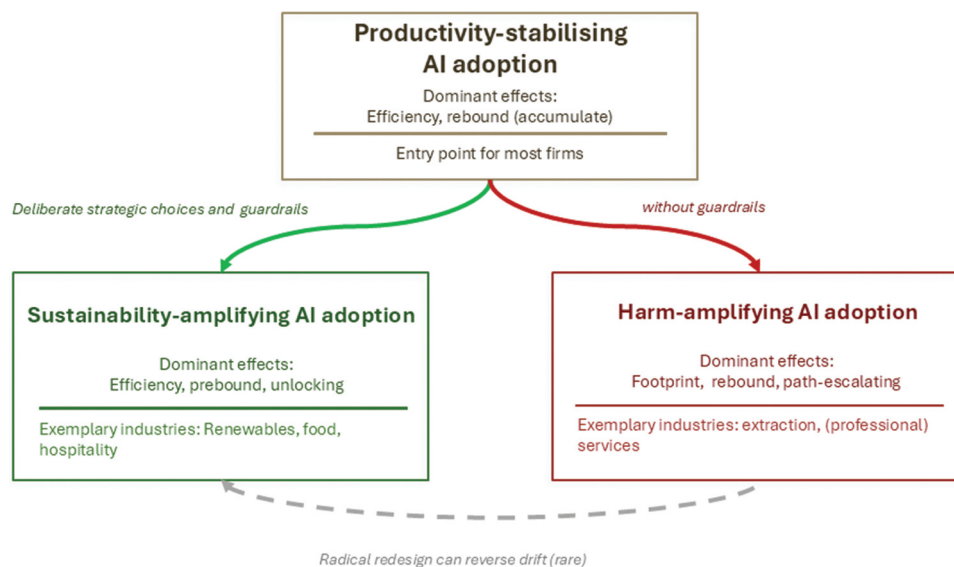 Productivity-stabilising
AI adoption
Dominant effects:
Efficiency, rebound (accumulate)
Entry point for most firms
Deliberate strategic choices and guardrails
without guardrails
Sustainability-amplifying AI adoption
Dominant effects:
Efficiency, prebound, unlocking
Exemplary industries: Renewables, food,
hospitality
Harm-amplifying AI adoption
Dominant effects:
Footprint, rebound, path-escalating
Exemplary industries: extraction, (professional)
services
Radical redesign can reverse drift (rare)